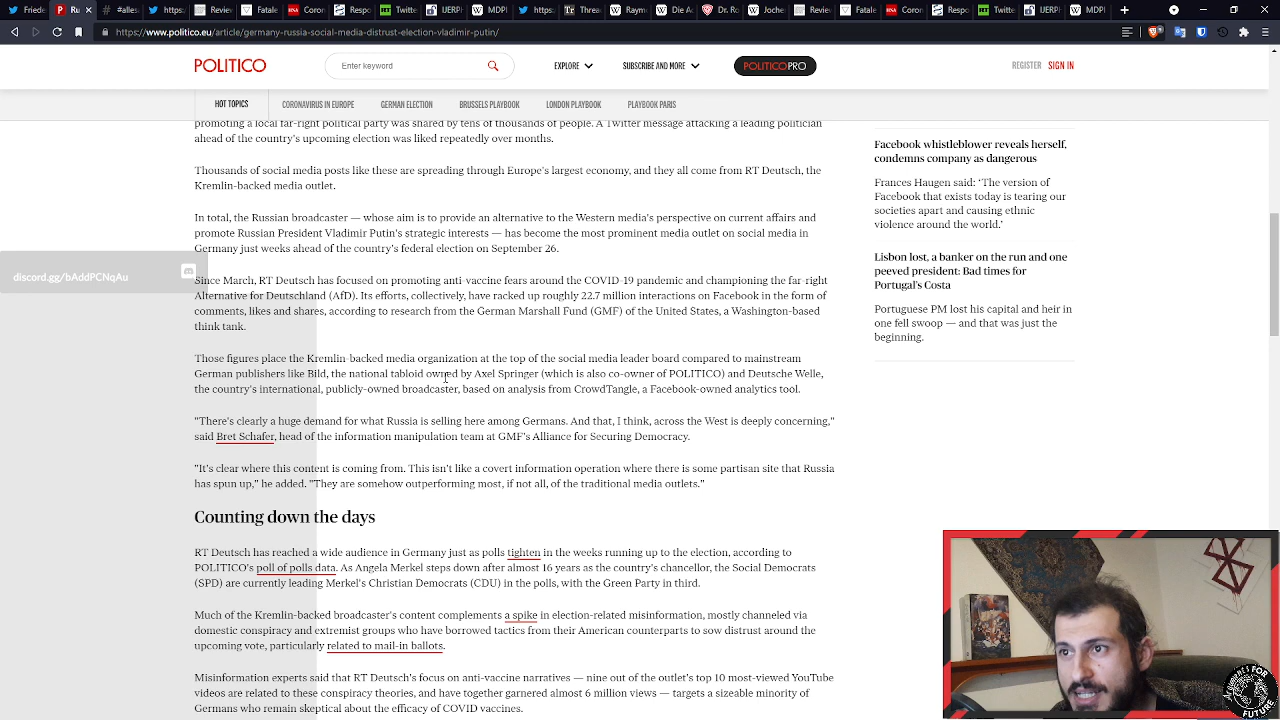 Friede
Rı
#abes
Twitte
https:
JERPI
Twitte
https:
Tr
Threa
Raym
Die Ac
Rd. Go
Hocha
Review
Fatale
Corod
Respo
Elfride
Twitte
JERPI
MDPI
https://www.politico.eu/article/germany-russia-social-media-distrust-election-vladimir-putin/
POLITICO
Enter keyword
EXPLORE
SUBSCRIBE AND MORE
POLITICO PRO
REGISTER SIGN IN
HOT TOPICS
CORONAVIRUS IN EUROPE
GERMAN ELECTION
BRUSSELS PLAYBOOK
LONDON PLAYBOOK
PLAYBOOK PARIS
promoting a local far-right political party was shared by tens of thousands of people. A Twitter message attacking a leading politician
ahead of the country's upcoming election was liked repeatedly over months.
Thousands of social media posts like these are spreading through Europe's largest economy, and they all come from RT Deutsch, the
Kremlin-backed media outlet.
In total, the Russian broadcaster — whose aim is to provide an alternative to the Western media's perspective on current affairs and
promote Russian President Vladimir Putin's strategic interests — has become the most prominent media outlet on social media in
Germany just weeks ahead of the country's federal election on September 26.
discord.gg/bAddPCNqAu
Since March, RT Deutsch has focused on promoting anti-vaccine fears around the COVID-19 pandemic and championing the far-right
Alternative for Deutschland (AfD). Its efforts, collectively, have racked up roughly 22.7 million interactions on Facebook in the form of
comments, likes and shares, according to research from the German Marshall Fund (GMF) of the United States, a Washington-based
think tank.
Those figures place the Kremlin-backed media organization at the top of the social media leader board compared to mainstream
German publishers like Bild, the national tabloid owned by Axel Springer (which is also co-owner of POLITICO) and Deutsche Welle,
the country's international, publicly-owned broadcaster, based on analysis from CrowdTangle, a Facebook-owned analytics tool.
"There's clearly a huge demand for what Russia is selling here among Germans. And that, I think, across the West is deeply concerning,"
said Bret Schafer, head of the information manipulation team at GMF's Alliance for Securing Democracy.
"It's clear where this content is coming from. This isn't like a covert information operation where there is some partisan site that Russia
has spun up," he added. "They are somehow outperforming most, if not all, of the traditional media outlets."
Counting down the days
RT Deutsch has reached a wide audience in Germany just as polls tighten in the weeks running up to the election, according to
POLITICO's poll of polls data. As Angela Merkel steps down after almost 16 years as the country's chancellor, the Social Democrats
(SPD) are currently leading Merkel's Christian Democrats (CDU) in the polls, with the Green Party in third.
Much of the Kremlin-backed broadcaster's content complements a spike in election-related misinformation, mostly channeled via
domestic conspiracy and extremist groups who have borrowed tactics from their American counterparts to sow distrust around the
upcoming vote, particularly related to mail-in ballots.
Misinformation experts said that RT Deutsch's focus on anti-vaccine narratives — nine out of the outlet's top 10 most-viewed YouTube
videos are related to these conspiracy theories, and have together garnered almost 6 million views — targets a sizeable minority of
Germans who remain skeptical about the efficacy of COVID vaccines.
Facebook whistleblower reveals herself,
condemns company as dangerous
Frances Haugen said: 'The version of
Facebook that exists today is tearing our
societies apart and causing ethnic
violence around the world.'
Lisbon lost, a banker on the run and one
peeved president: Bad times for
Portugal's Costa
Portuguese PM lost his capital and heir in
one fell swoop — and that was just the
beginning.